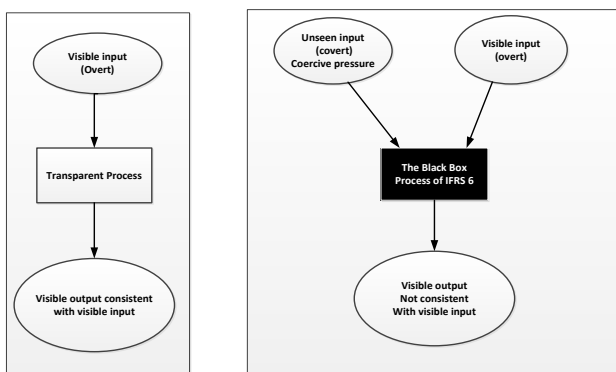 Visible input
(Overt)
Transparent Process
Visible output consistent
with visible input
Unseen input
(covert)
Coercive pressure
Visible input
(overt)
The Black Box
Process of IFRS 6
Visible output
Not consistent
With visible input